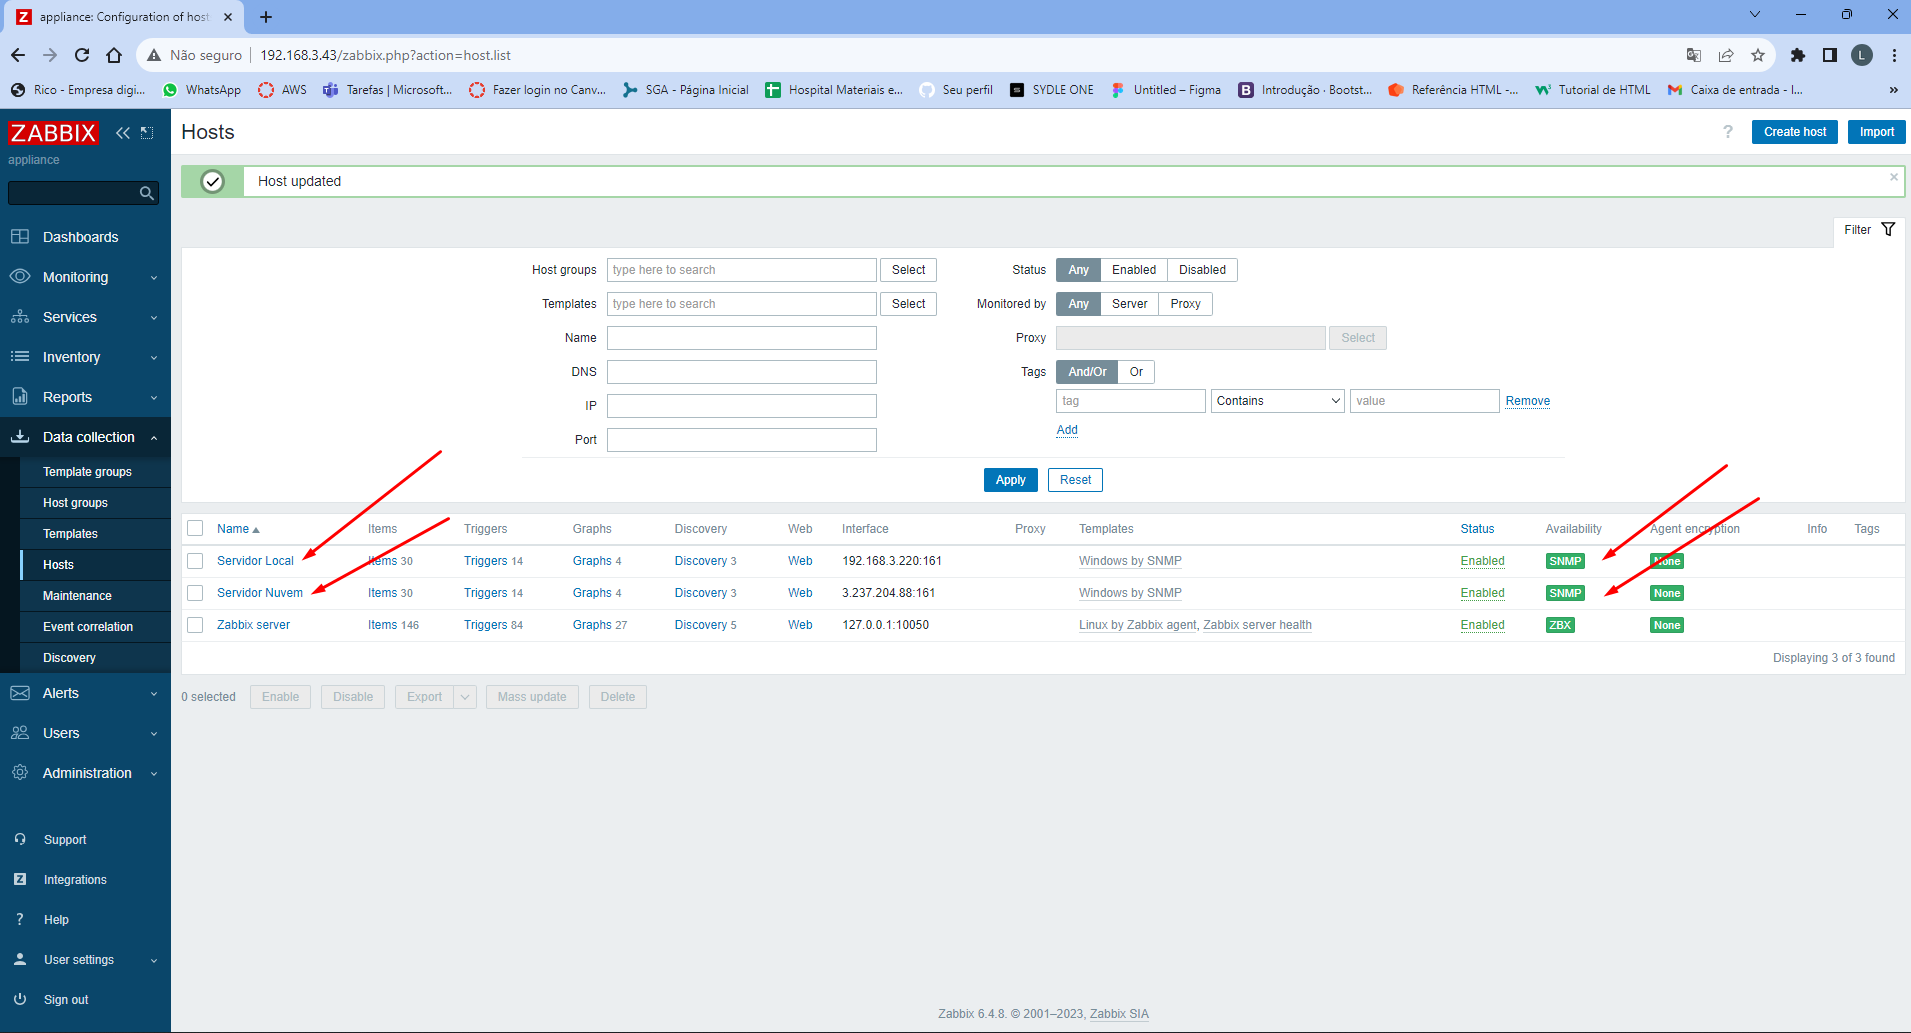 appliance: Configuration of host
Não seguro
192.168.3.43/zabbix.php?action=host.list
L
Rico - Empresa digi...
WhatsApp
AWS
Tarefas | Microsoft...
Fazer login no Canv...
SGA - Página Inicial
Hospital Materiais e...
Seu perfil
SYDLE ONE
Untitled – Figma
Introdução · Bootst...
Referência HTML -...
Tutorial de HTML
Caixa de entrada - l...
»
ZABBIX
appliance
Dashboards
Monitoring
Services
Inventory
Reports
Data collection
Template groups
Host groups
Templates
Hosts
Maintenance
Event correlation
Discovery
Alerts
Users
Administration
Support
Integrations
Help
User settings
Sign out
Hosts
? Create host Import
Host updated
Filter
Host groups type here to search Select
Templates type here to search Select
Name
DNS
IP
Port
Status Any Enabled Disabled
Monitored by Any Server Proxy
Proxy Select
Tags And/Or Or
tag Contains value Remove
Add
Apply Reset
Name Items Triggers Graphs Discovery Web Interface Proxy Templates Status Availability Agent encryption Info Tags
Servidor Local Items 30 Triggers 14 Graphs 4 Discovery 3 Web 192.168.3.220:161 Windows by SNMP Enabled SNMP None
Servidor Nuvem Items 30 Triggers 14 Graphs 4 Discovery 3 Web 3.237.204.88:161 Windows by SNMP Enabled SNMP None
Zabbix server Items 146 Triggers 84 Graphs 27 Discovery 5 Web 127.0.0.1:10050 Linux by Zabbix agent, Zabbix server health Enabled ZBX None
Displaying 3 of 3 found
0 selected Enable Disable Export Mass update Delete
Zabbix 6.4.8. © 2001–2023, Zabbix SIA